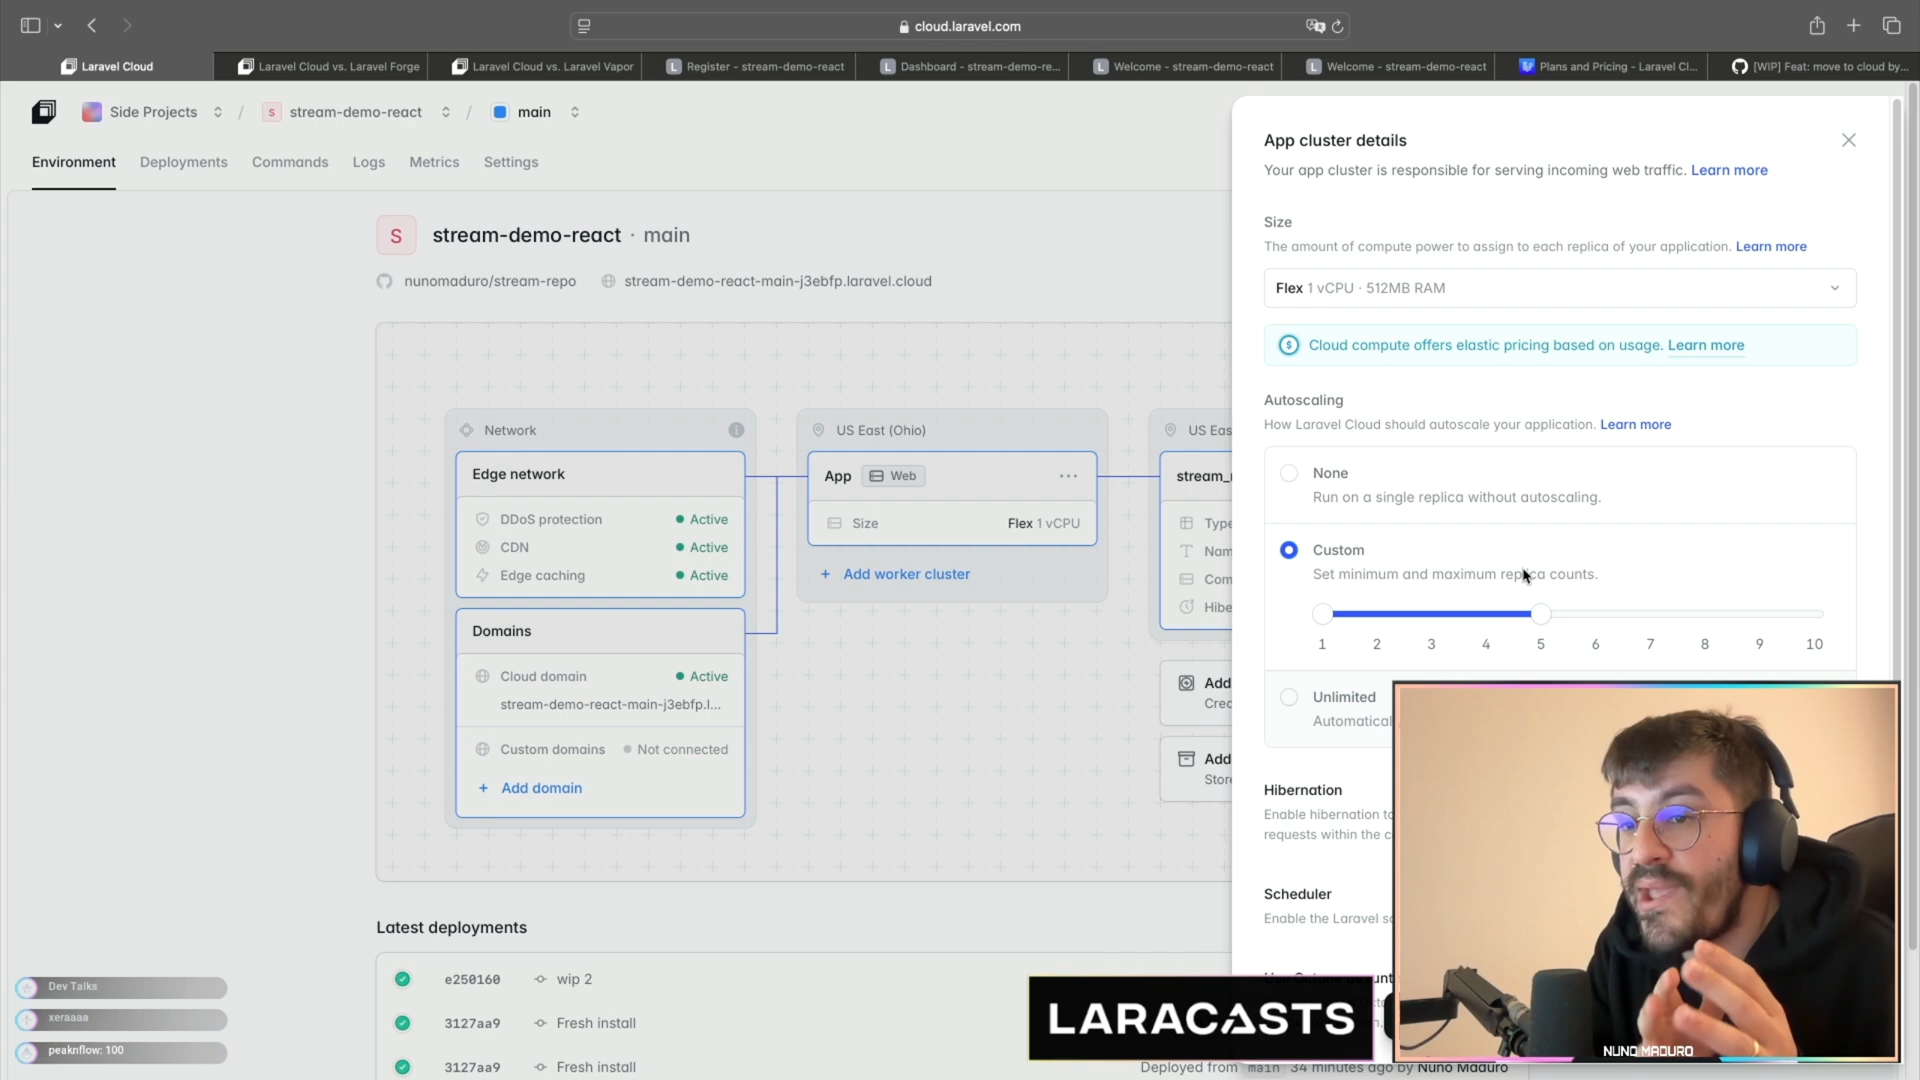 cloud.laravel.com
Laravel Cloud
Laravel Cloud vs. Laravel Forge
Laravel Cloud vs. Laravel Vapor
L Register - stream-demo-react
L Dashboard - stream-demo-re...
L Welcome - stream-demo-react
L Welcome - stream-demo-react
Plans and Pricing - Laravel Cl...
[WIP] Feat: move to cloud by...
Side Projects / S stream-demo-react / main
Environment Deployments Commands Logs Metrics Settings
S stream-demo-react · main
nunomaduro/stream-repo stream-demo-react-main-j3ebfp.laravel.cloud
Network
Edge network
DDoS protection Active
CDN Active
Edge caching Active
Domains
Cloud domain Active
stream-demo-react-main-j3ebfp.l...
Custom domains Not connected
+ Add domain
US East (Ohio)
App Web ...
Size Flex 1 vCPU
+ Add worker cluster
US Eas
stream_
Type
Nam
Com
Hibe
Add
Crea
Add
Stor
Latest deployments
e250160 wip 2
3127aa9 Fresh install
3127aa9 Fresh install
Deployed from main 34 minutes ago by Nuno Maduro
App cluster details
Your app cluster is responsible for serving incoming web traffic. Learn more
Size
The amount of compute power to assign to each replica of your application. Learn more
Flex 1 vCPU · 512MB RAM
$ Cloud compute offers elastic pricing based on usage. Learn more
Autoscaling
How Laravel Cloud should autoscale your application. Learn more
None
Run on a single replica without autoscaling.
Custom
Set minimum and maximum replica counts.
1 2 3 4 5 6 7 8 9 10
Unlimited
Automatical
Hibernation
Enable hibernation to
requests within the c
Scheduler
Enable the Laravel sc
Dev Talks
xeraaaa
peaknflow: 100
LARACASTS
NUNO MADURO